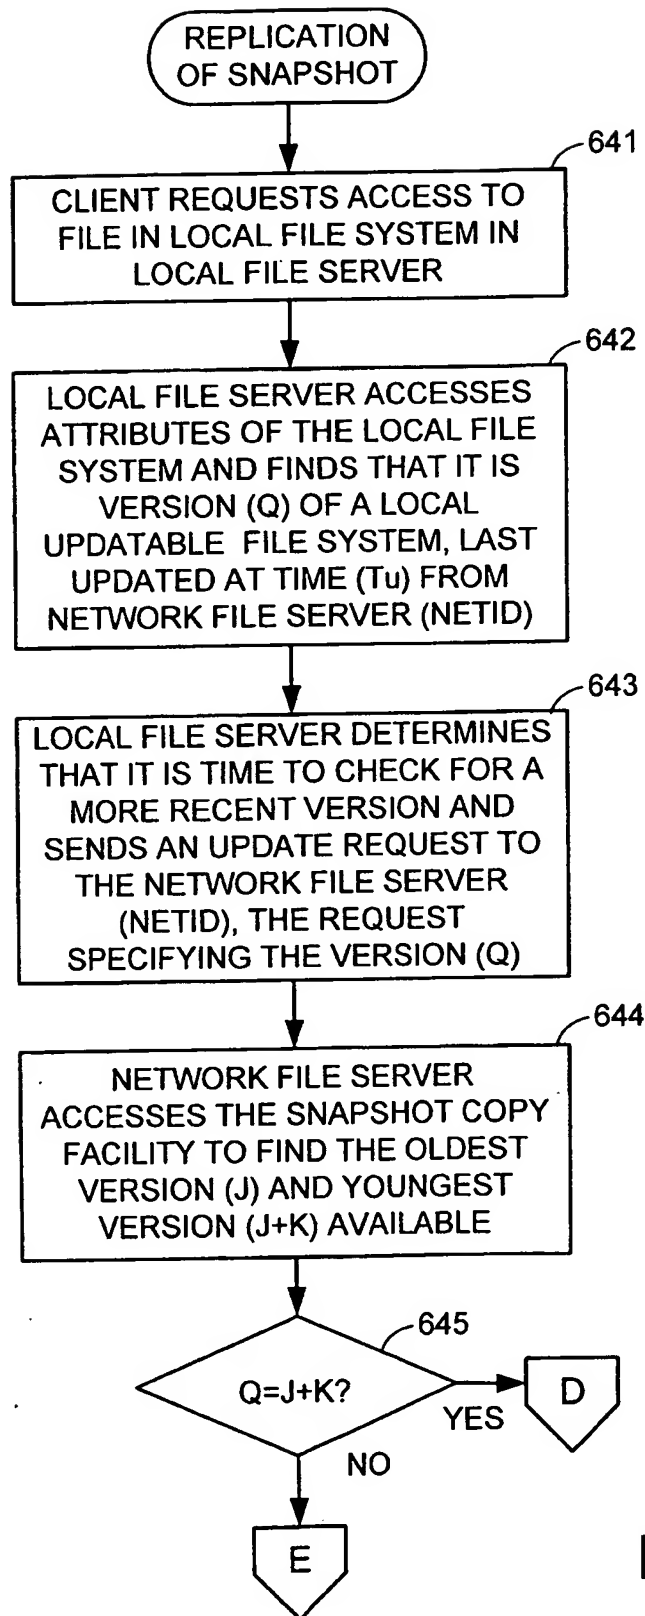 REPLICATION
OF SNAPSHOT
641
CLIENT REQUESTS ACCESS TO
FILE IN LOCAL FILE SYSTEM IN
LOCAL FILE SERVER
642
LOCAL FILE SERVER ACCESSES
ATTRIBUTES OF THE LOCAL FILE
SYSTEM AND FINDS THAT IT IS
VERSION (Q) OF A LOCAL
UPDATABLE FILE SYSTEM, LAST
UPDATED AT TIME (Tu) FROM
NETWORK FILE SERVER (NETID)
643
LOCAL FILE SERVER DETERMINES
THAT IT IS TIME TO CHECK FOR A
MORE RECENT VERSION AND
SENDS AN UPDATE REQUEST TO
THE NETWORK FILE SERVER
(NETID), THE REQUEST
SPECIFYING THE VERSION (Q)
644
NETWORK FILE SERVER
ACCESSES THE SNAPSHOT COPY
FACILITY TO FIND THE OLDEST
VERSION (J) AND YOUNGEST
VERSION (J+K) AVAILABLE
645
Q=J+K?
YES
D
NO
E